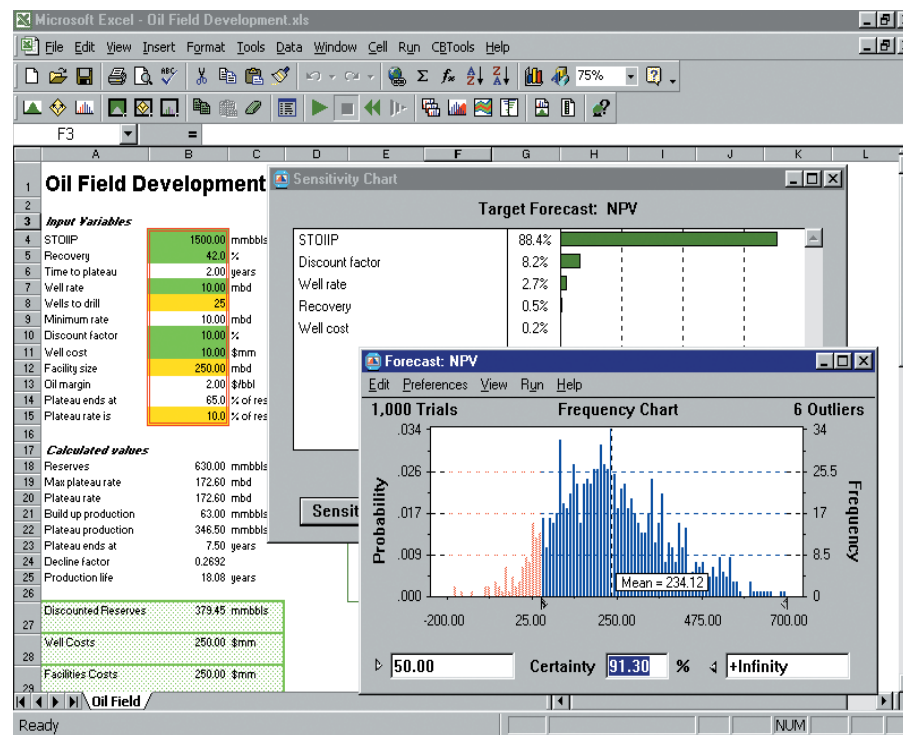 Microsoft Excel - Oil Field Development.xls
File Edit View Insert Format Tools Data Window Cell Run CBTools Help
ABC Σ fx A Z Z A 75% ?
F3 =
A B C D E F G H I J K L
1 Oil Field Development
2
3 Input Variables
4 STOIIP 1500.00 mmbbls
5 Recovery 42.0 %
6 Time to plateau 2.00 years
7 Well rate 10.00 mbd
8 Wells to drill 25
9 Minimum rate 10.00 mbd
10 Discount factor 10.00 %
11 Well cost 10.00 $mm
12 Facility size 250.00 mbd
13 Oil margin 2.00 $/bbl
14 Plateau ends at 65.0 % of res
15 Plateau rate is 10.0 % of res
16
17 Calculated values
18 Reserves 630.00 mmbbls
19 Max plateau rate 172.60 mbd
20 Plateau rate 172.60 mbd
21 Build up production 63.00 mmbbls
22 Plateau production 346.50 mmbbls
23 Plateau ends at 7.50 years
24 Decline factor 0.2692
25 Production life 18.08 years
26
27 Discounted Reserves 379.45 mmbbls
28 Well Costs 250.00 $mm
29 Facilities Costs 250.00 $mm
Sensitivity Chart
Target Forecast: NPV
STOIIP 88.4%
Discount factor 8.2%
Well rate 2.7%
Recovery 0.5%
Well cost 0.2%
Sensit
Forecast: NPV
Edit Preferences View Run Help
1,000 Trials Frequency Chart 6 Outliers
.034 34
.026 25.5
.017 17
.009 8.5
.000 0
Probability
Frequency
Mean = 234.12
-200.00 25.00 250.00 475.00 700.00
50.00 Certainty 91.30 % +Infinity
Oil Field
Ready NUM